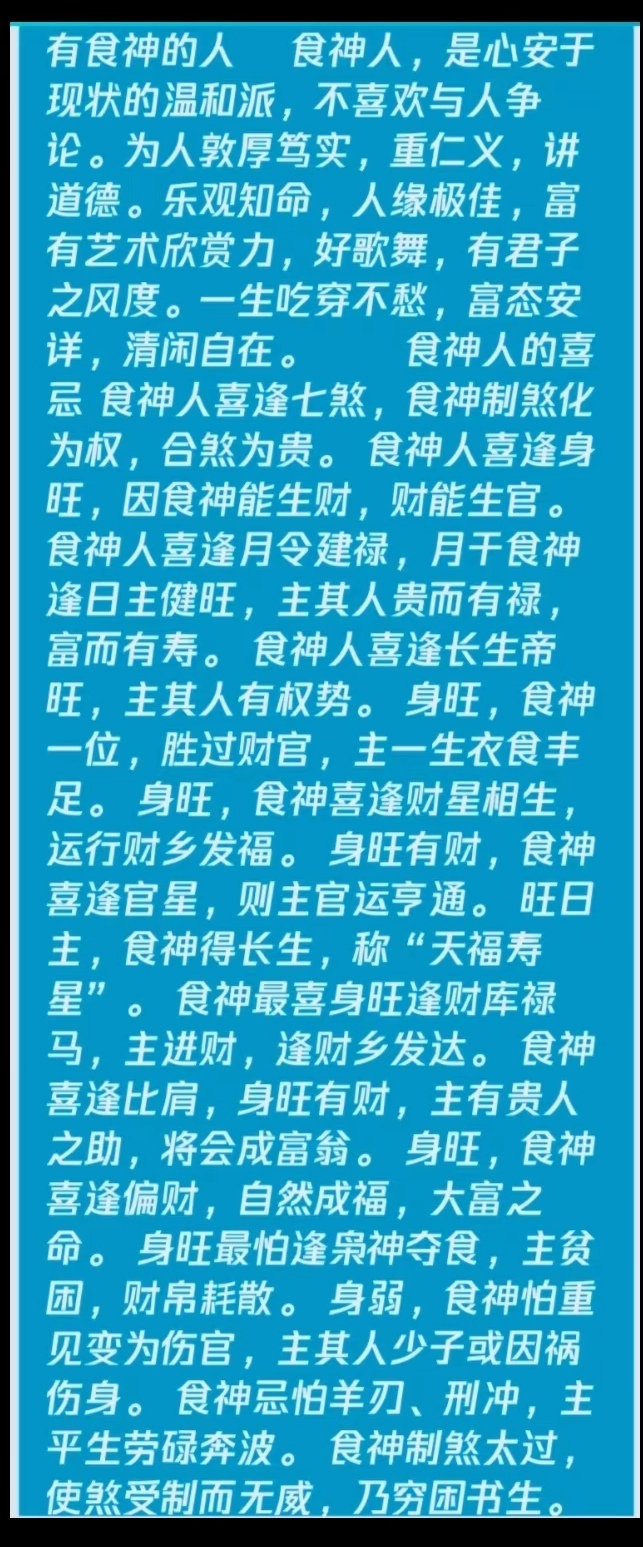 有食神的人 食神人，是心安于
现状的温和派，不喜欢与人争
论。为人敦厚笃实，重仁义，讲
道德。乐观知命，人缘极佳，富
有艺术欣赏力，好歌舞，有君子
之风度。一生吃穿不愁，富态安
详，清闲自在。 食神人的喜
忌 食神人喜逢七煞，食神制煞化
为权，合煞为贵。 食神人喜逢身
旺，因食神能生财，财能生官。
食神人喜逢月令建禄，月干食神
逢日主健旺，主其人贵而有禄，
富而有寿。 食神人喜逢长生帝
旺，主其人有权势。 身旺，食神
一位，胜过财官，主一生衣食丰
足。 身旺，食神喜逢财星相生，
运行财乡发福。 身旺有财，食神
喜逢官星，则主官运亨通。 旺日
主，食神得长生，称“天福寿
星”。 食神最喜身旺逢财库禄
马，主进财，逢财乡发达。 食神
喜逢比肩，身旺有财，主有贵人
之助，将会成富翁。 身旺，食神
喜逢偏财，自然成福，大富之
命。 身旺最怕逢枭神夺食，主贫
困，财帛耗散。 身弱，食神怕重
见变为伤官，主其人少子或因祸
伤身。 食神忌怕羊刃、刑冲，主
平生劳碌奔波。 食神制煞太过，
使煞受制而无威，乃穷困书生。